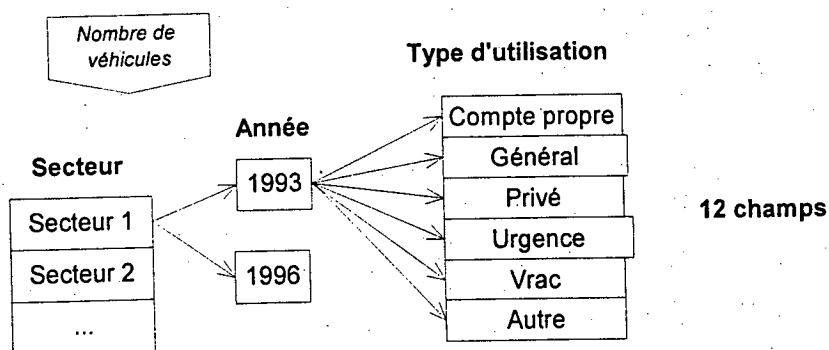 Nombre de
véhicules
Type d'utilisation
Année
Secteur
Compte propre
Général
Privé
Urgence
Vrac
Autre
1993
1996
Secteur 1
Secteur 2
...
12 champs